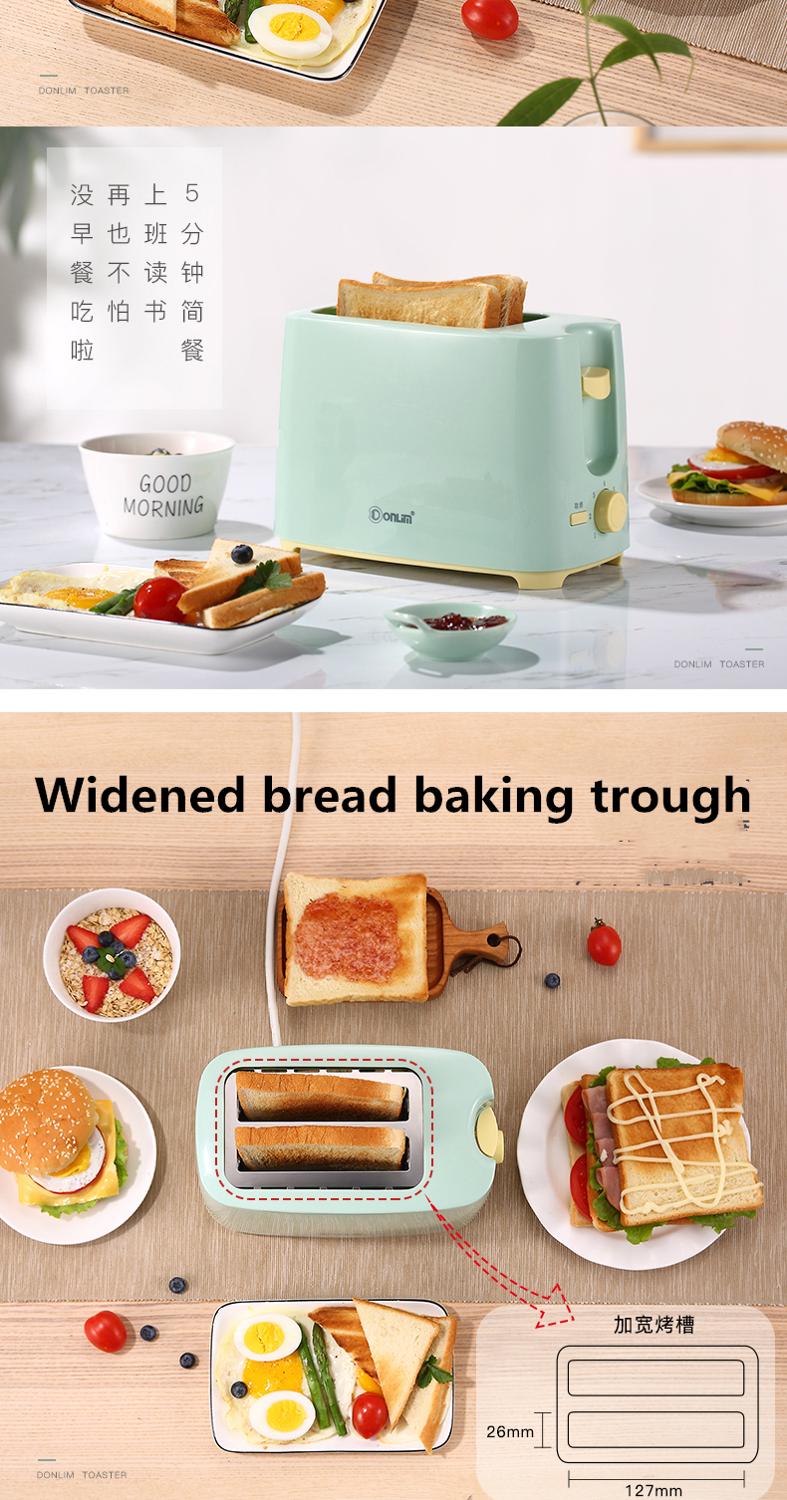 DONLIM TOASTER
5分钟简餐
上班读书
再也不怕
没早餐吃啦
GOOD
MORNING
DONLIM
DONLIM TOASTER
Widened bread baking trough
加宽烤槽
26mm
127mm
DONLIM TOASTER